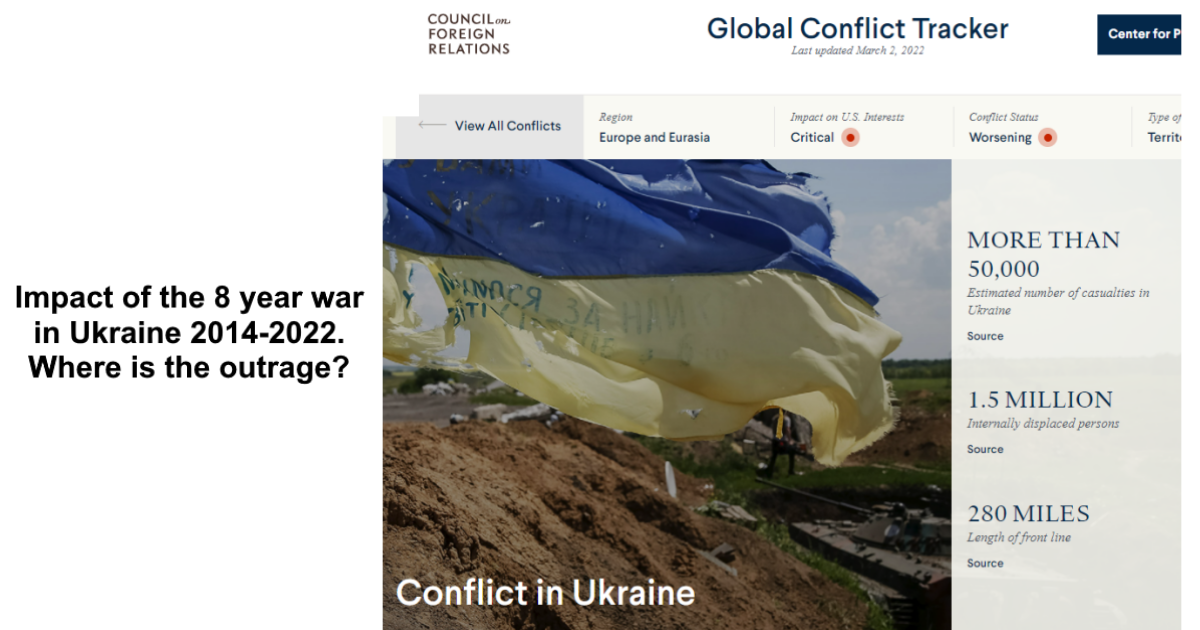 COUNCIL on
FOREIGN
RELATIONS
Global Conflict Tracker
Last updated March 2, 2022
Center for P
View All Conflicts
Region
Europe and Eurasia
Impact on U.S. Interests
Critical
Conflict Status
Worsening
Type of
Territo
Impact of the 8 year war
in Ukraine 2014-2022.
Where is the outrage?
MORE THAN
50,000
Estimated number of casualties in
Ukraine
Source
1.5 MILLION
Internally displaced persons
Source
280 MILES
Length of front line
Source
Conflict in Ukraine